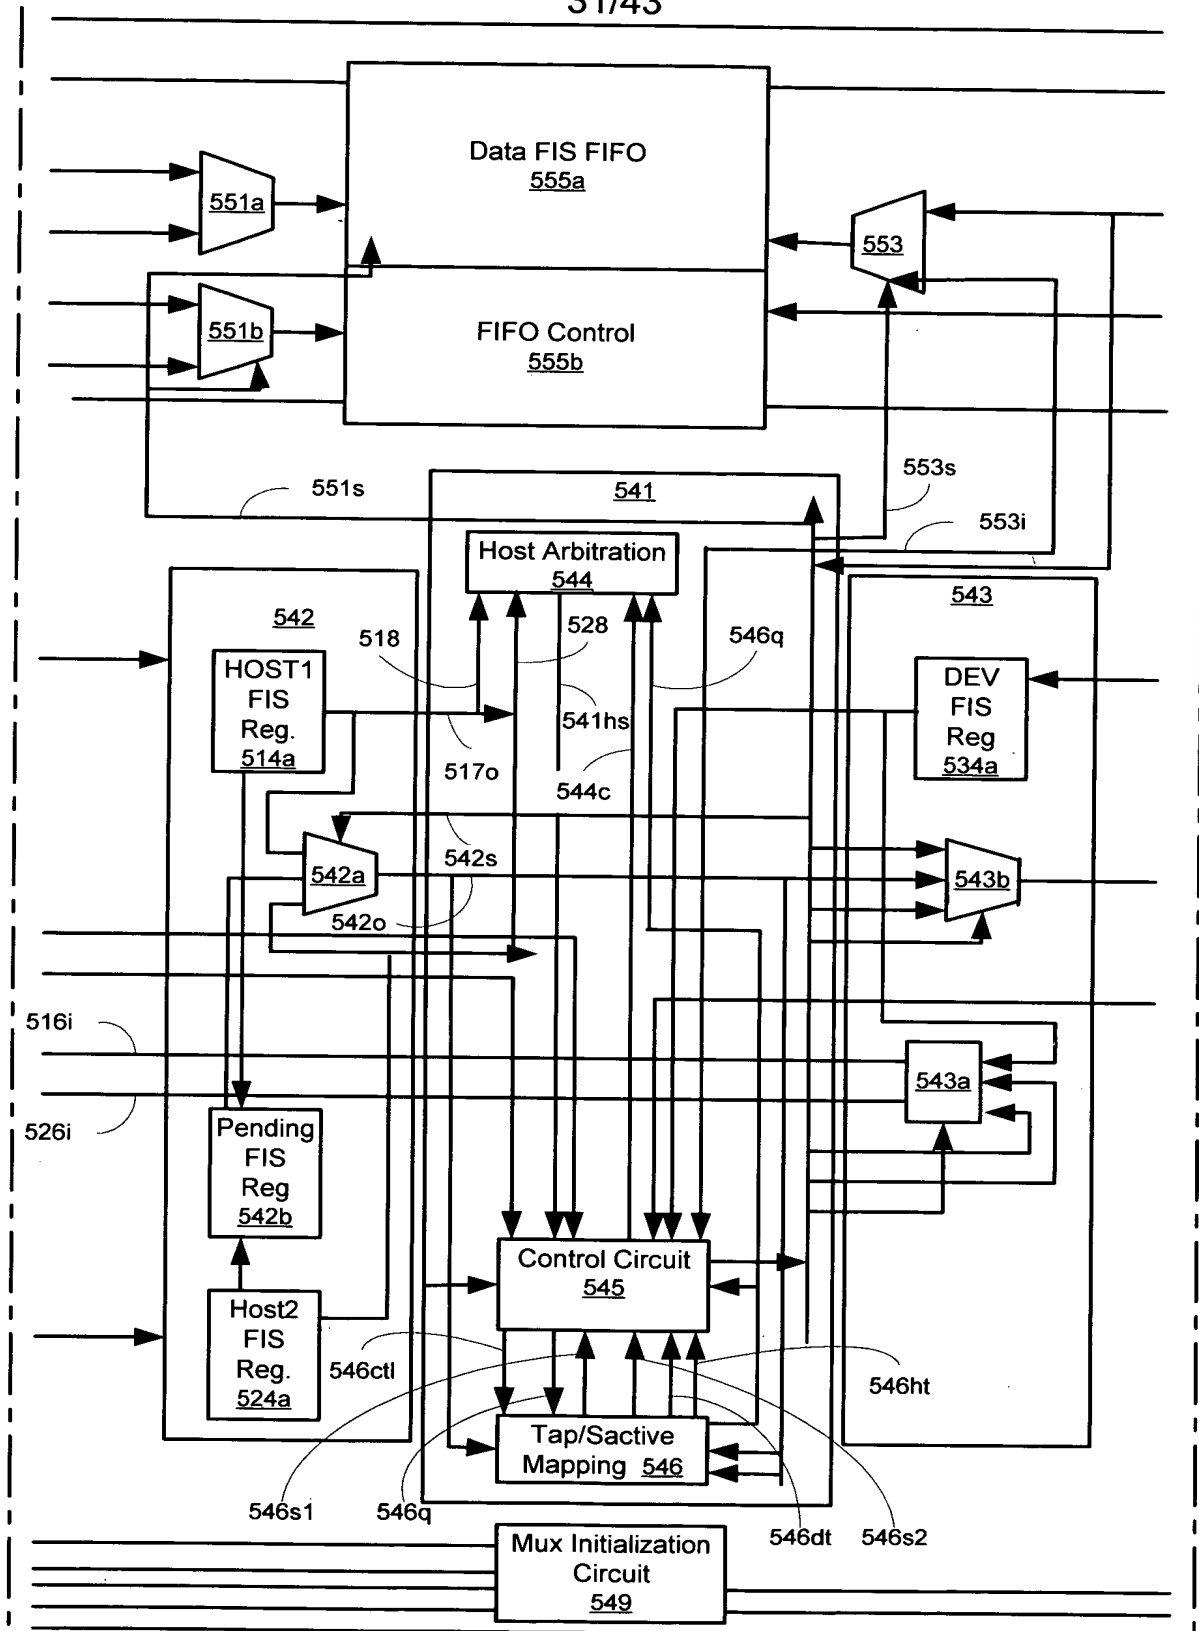 31/43
Data FIS FIFO
555a
551a
553
551b
FIFO Control
555b
553s
551s
541
553i
Host Arbitration
544
543
542
518
528
546q
HOST1
FIS
Reg.
514a
DEV
FIS
Reg
534a
541hs
517o
544c
542s
542a
543b
542o
516i
543a
526i
Pending
FIS
Reg
542b
Control Circuit
545
Host2
FIS
Reg.
524a
546ctl
546ht
Tap/Sactive
Mapping 546
546s1
546q
546dt
546s2
Mux Initialization
Circuit
549